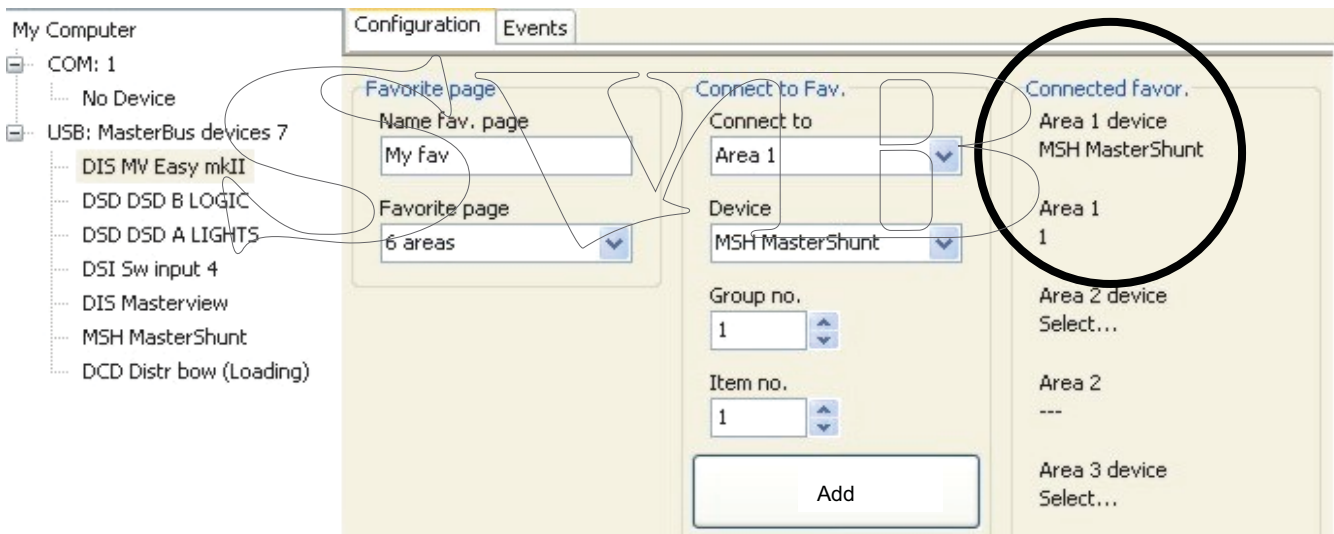 My Computer
COM: 1
No Device
USB: MasterBus devices 7
DIS MV Easy mkII
DSD DSD B LOGIC
DSD DSD A LIGHTS
DSI Sw input 4
DIS Masterview
MSH MasterShunt
DCD Distr bow (Loading)
Configuration
Events
Favorite page
Name fav. page
My fav
Favorite page
6 areas
Connect to Fav.
Connect to
Area 1
Device
MSH MasterShunt
Group no.
1
Item no.
1
Add
Connected favor.
Area 1 device
MSH MasterShunt
Area 1
1
Area 2 device
Select...
Area 2
---
Area 3 device
Select...
SVB